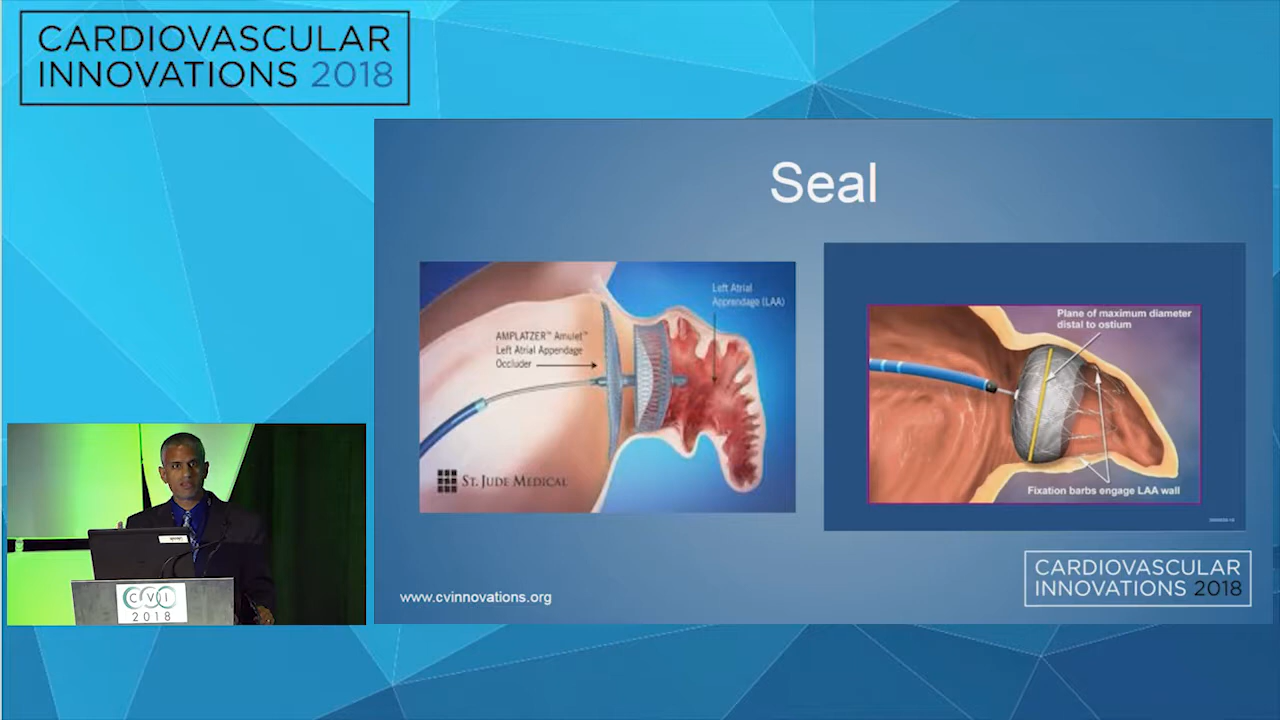 CARDIOVASCULAR
INNOVATIONS 2018
Seal
AMPLATZER™ Amulet™
Left Atrial Appendage
Occluder
Left Atrial
Appendage (LAA)
ST. JUDE MEDICAL
Plane of maximum diameter
distal to ostium
Fixation barbs engage LAA wall
www.cvinnovations.org
CARDIOVASCULAR
INNOVATIONS 2018
CVI
2018